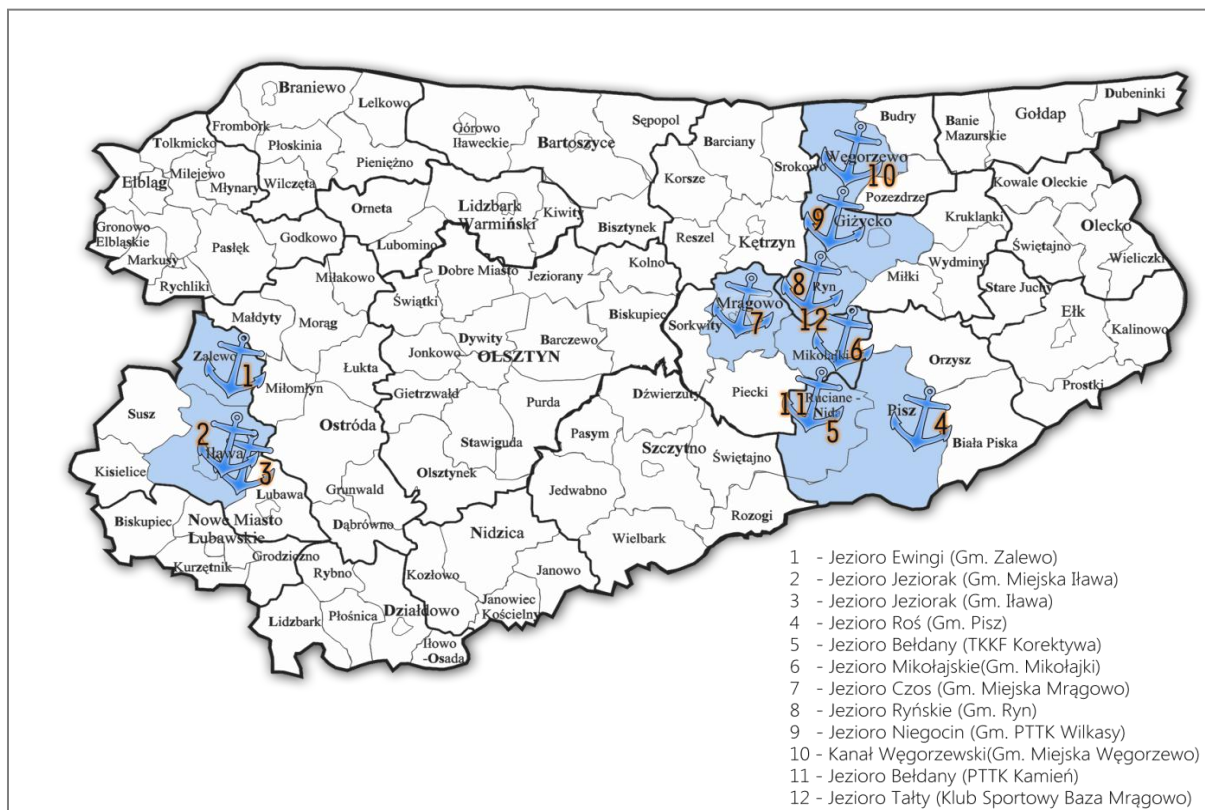 Braniewo
Lelkowo
Dubeninki
Gołdap
Frombork
Górowo
Iławeckie
Bartoszyce
Sępopol
Barciany
Budry
Banie
Mazurskie
Tolkmicko
Płoskinia
Pieniężno
Srokowo
Węgorzewo
10
Milejewo
Elbląg
Młynary
Wilczęta
Korsze
Pozezdrze
Kowale Oleckie
Orneta
Lidzbark
Warmiński
Kiwity
9
Giżycko
Kruklanki
Gronowo
Elbląskie
Pasłęk
Godkowo
Lubomino
Bisztynek
Reszel
Kętrzyn
Świętajno
Olecko
Markusy
Wydminy
Wieliczki
Rychliki
Miłakowo
Dobre Miasto
Jeziorany
Kolno
8
Ryn
Miłki
Stare Juchy
Małdyty
Morąg
Świątki
Biskupiec
Mrągowo
Sorkwity
7
12
Ełk
Kalinowo
Zalewo
1
Dywity
Barczewo
Jonkowo
OLSZTYN
Mikołajki
6
Orzysz
Miłomłyn
Łukta
Gietrzwałd
Purda
Dźwierzuty
Piecki
11
Ruciane
-Nida
5
Pisz
4
Prostki
Susz
Ostróda
Stawiguda
Pasym
Szczytno
Świętajno
Biała Piska
2
Iława
3
Kisielice
Lubawa
Grunwald
Olsztynek
Jedwabno
Biskupiec
Nowe Miasto
Lubawskie
Dąbrówno
Nidzica
Wielbark
Rozogi
Kurzętnik
Grodziczno
Rybno
Kozłowo
Janowo
Lidzbark
Płośnica
Działdowo
Janowiec
Kościelny
Iłowo
-Osada
1 - Jezioro Ewingi (Gm. Zalewo)
2 - Jezioro Jeziorak (Gm. Miejska Iława)
3 - Jezioro Jeziorak (Gm. Iława)
4 - Jezioro Roś (Gm. Pisz)
5 - Jezioro Bełdany (TKKF Korektywa)
6 - Jezioro Mikołajskie(Gm. Mikołajki)
7 - Jezioro Czos (Gm. Miejska Mrągowo)
8 - Jezioro Ryńskie (Gm. Ryn)
9 - Jezioro Niegocin (Gm. PTTK Wilkasy)
10 - Kanał Węgorzewski(Gm. Miejska Węgorzewo)
11 - Jezioro Bełdany (PTTK Kamień)
12 - Jezioro Tałty (Klub Sportowy Baza Mrągowo)